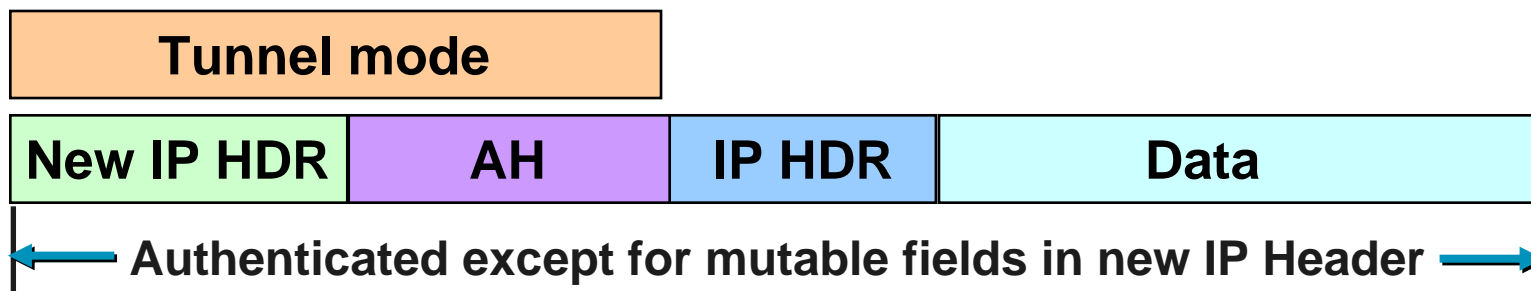 Tunnel mode
New IP HDR AH IP HDR Data
Authenticated except for mutable fields in new IP Header